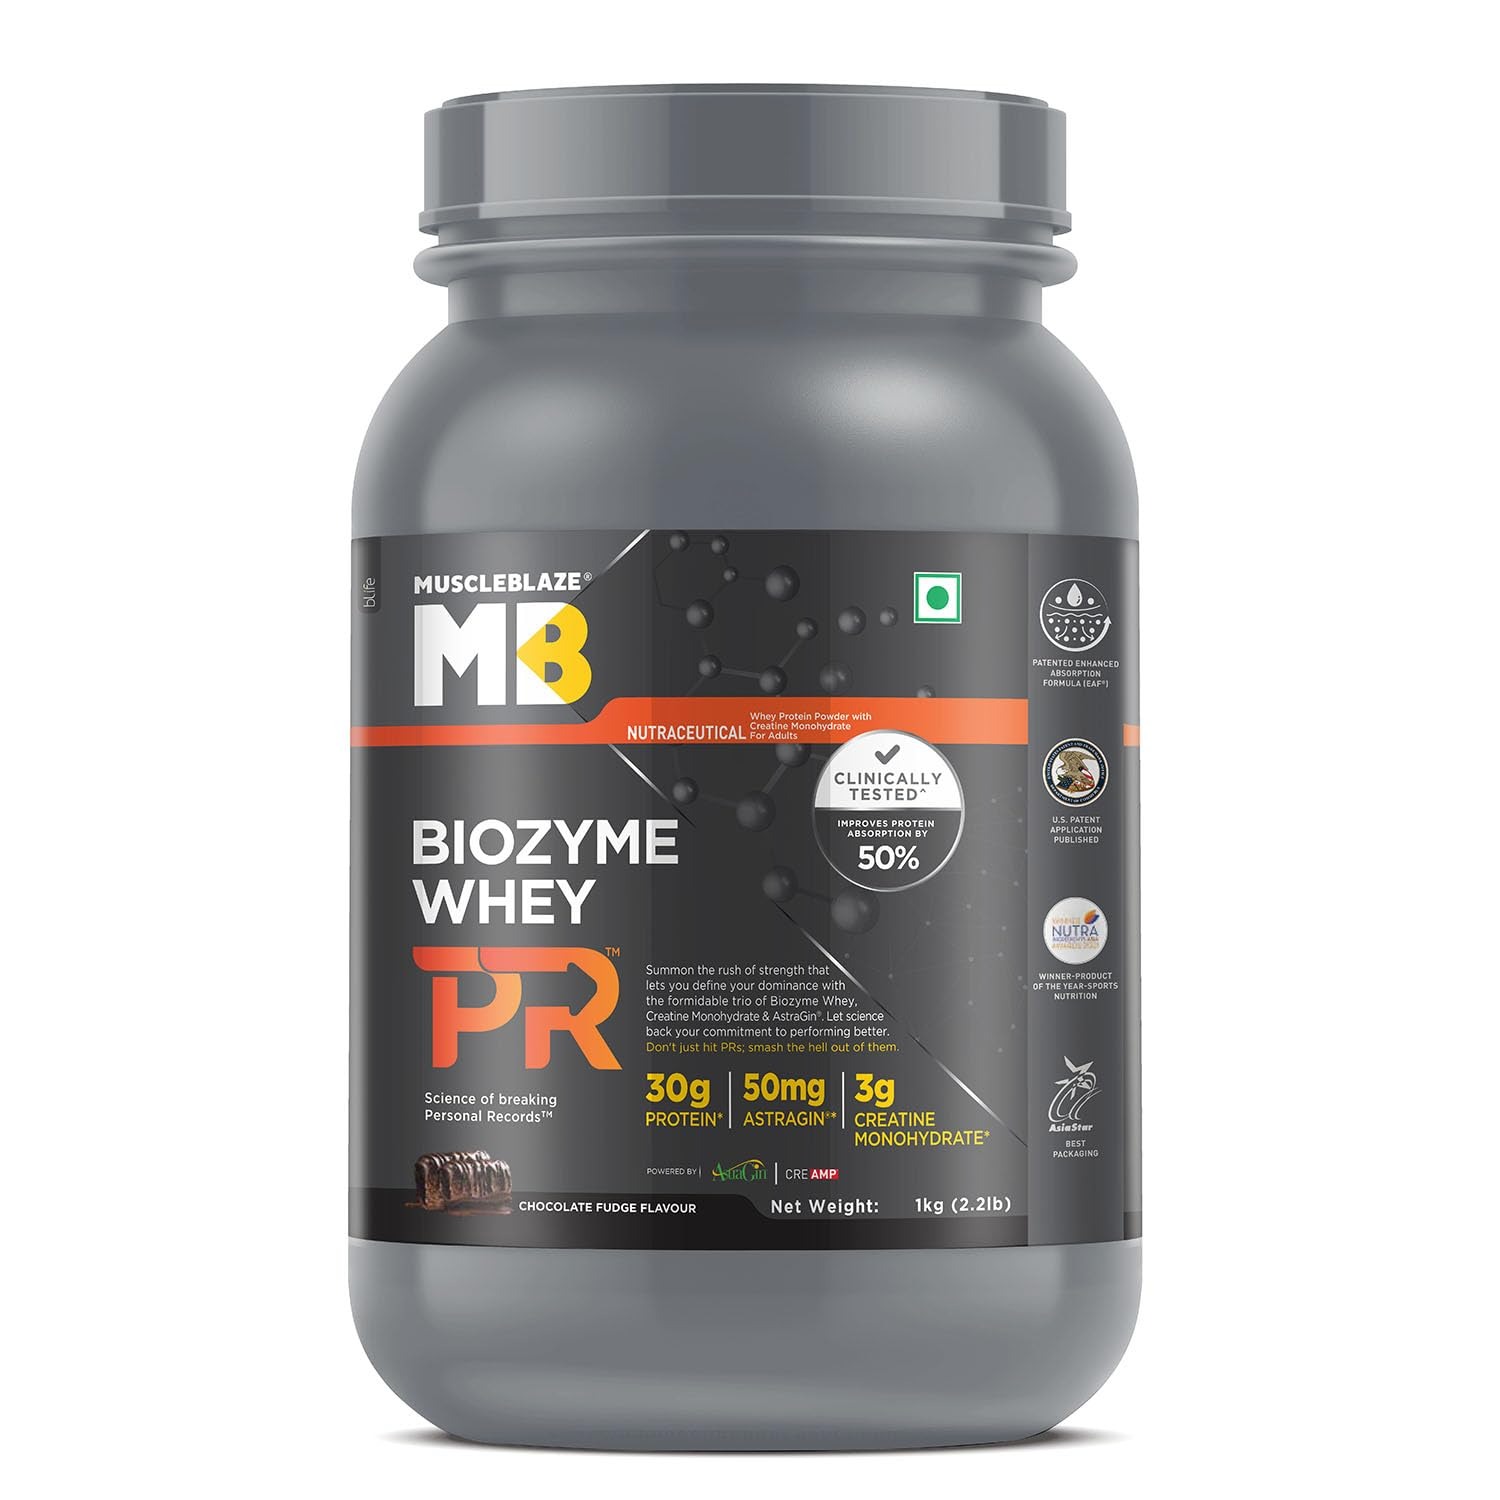 bLife
MUSCLEBLAZE®
MB
NUTRACEUTICAL
Whey Protein Powder with
Creatine Monohydrate
For Adults
CLINICALLY
TESTED^
IMPROVES PROTEIN
ABSORPTION BY
50%
BIOZYME
WHEY
PR™
Science of breaking
Personal Records™
Summon the rush of strength that
lets you define your dominance with
the formidable trio of Biozyme Whey,
Creatine Monohydrate & AstraGin®. Let science
back your commitment to performing better.
Don't just hit PRs; smash the hell out of them.
30g
PROTEIN*
50mg
ASTRAGIN®*
3g
CREATINE
MONOHYDRATE*
POWERED BY | AstraGin | CREAMP
CHOCOLATE FUDGE FLAVOUR
Net Weight: 1kg (2.2lb)
PATENTED ENHANCED
ABSORPTION
FORMULA (EAF®)
U.S. PATENT
APPLICATION
PUBLISHED
NUTRA
WINNER-PRODUCT
OF THE YEAR-SPORTS
NUTRITION
AsiaStar
BEST
PACKAGING